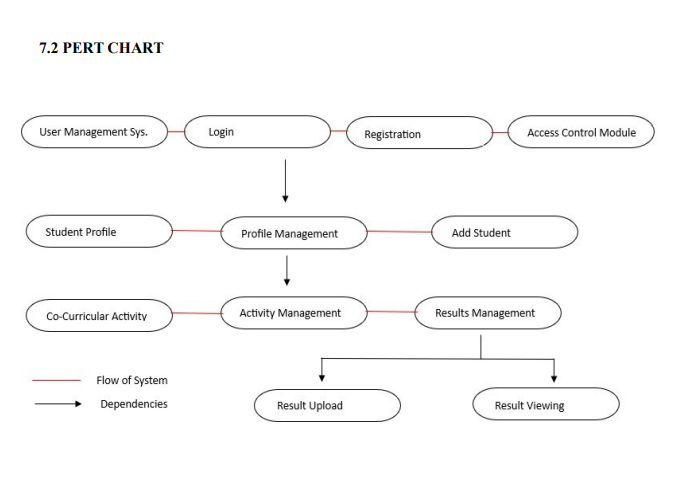 7.2 PERT CHART
User Management Sys.
Login
Registration
Access Control Module
Student Profile
Profile Management
Add Student
Co-Curricular Activity
Activity Management
Results Management
Flow of System
Dependencies
Result Upload
Result Viewing